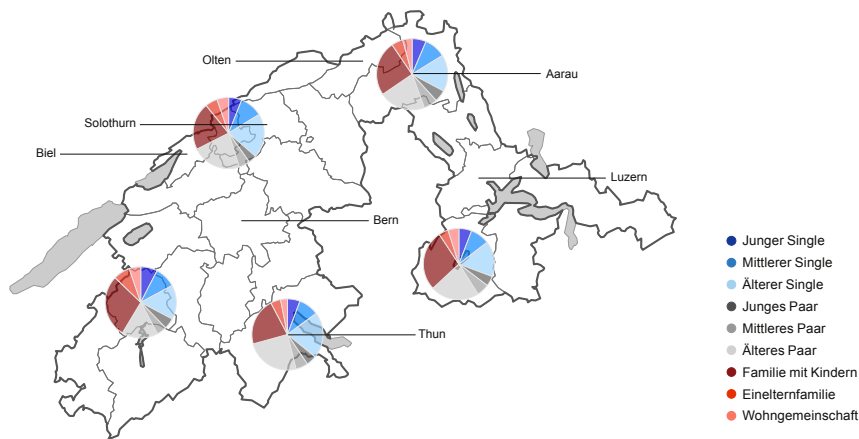 Olten
Aarau
Solothurn
Biel
Luzern
Bern
Thun
Junger Single
Mittlerer Single
Älterer Single
Junges Paar
Mittleres Paar
Älteres Paar
Familie mit Kindern
Einelternfamilie
Wohngemeinschaft